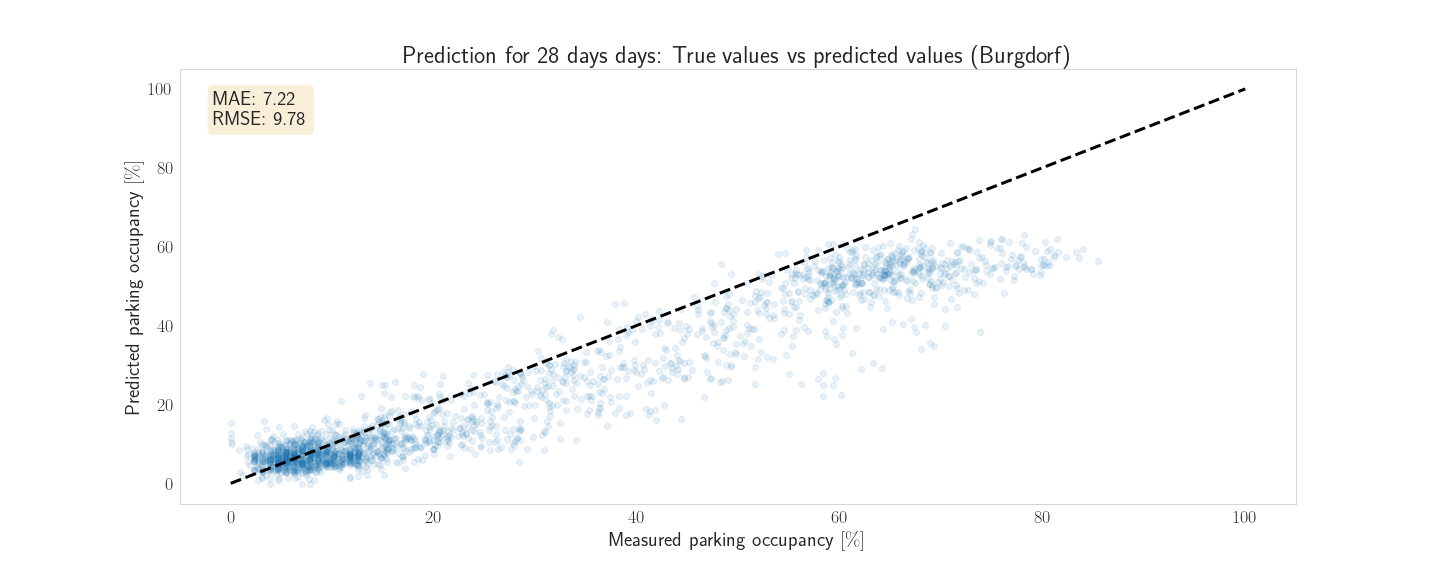 Prediction for 28 days days: True values vs predicted values (Burgdorf)
MAE: 7.22
RMSE: 9.78
Predicted parking occupancy [%]
100
80
60
40
20
0
0 20 40 60 80 100
Measured parking occupancy [%]